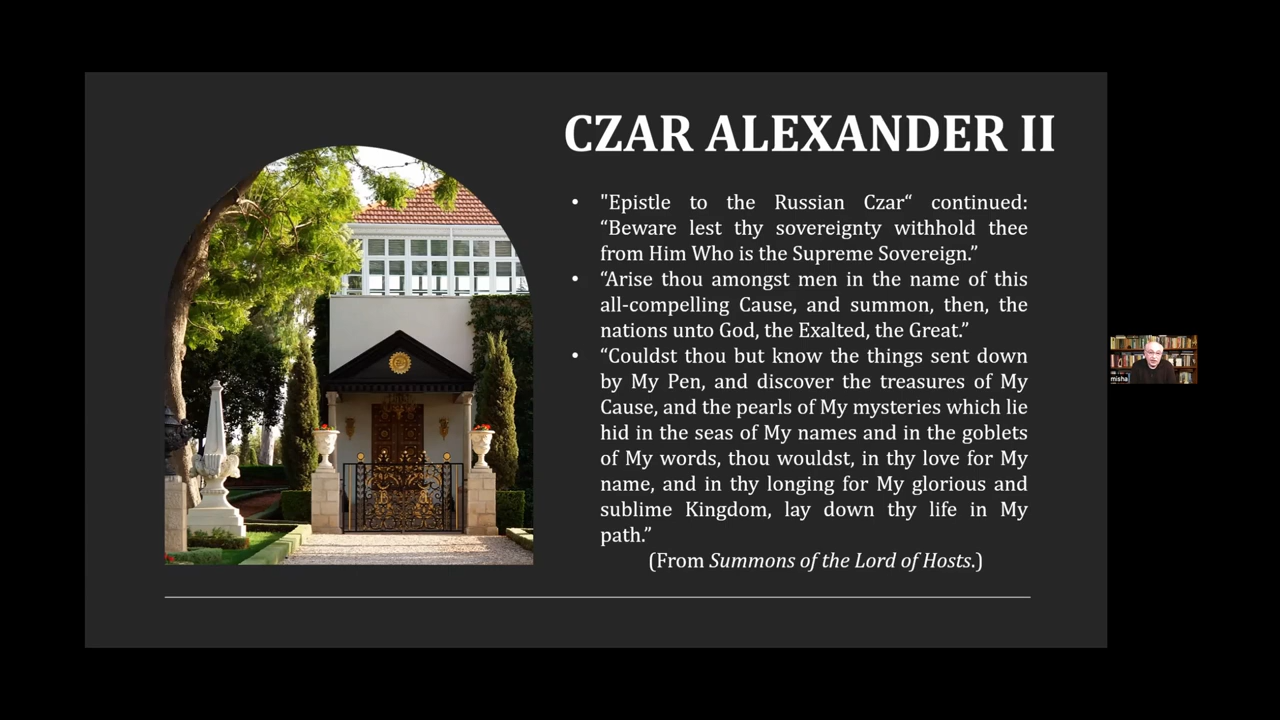 CZAR ALEXANDER II
• "Epistle to the Russian Czar“ continued:
“Beware lest thy sovereignty withhold thee
from Him Who is the Supreme Sovereign.”
• “Arise thou amongst men in the name of this
all-compelling Cause, and summon, then, the
nations unto God, the Exalted, the Great.”
• “Couldst thou but know the things sent down
by My Pen, and discover the treasures of My
Cause, and the pearls of My mysteries which lie
hid in the seas of My names and in the goblets
of My words, thou wouldst, in thy love for My
name, and in thy longing for My glorious and
sublime Kingdom, lay down thy life in My
path.”
(From Summons of the Lord of Hosts.)
misha